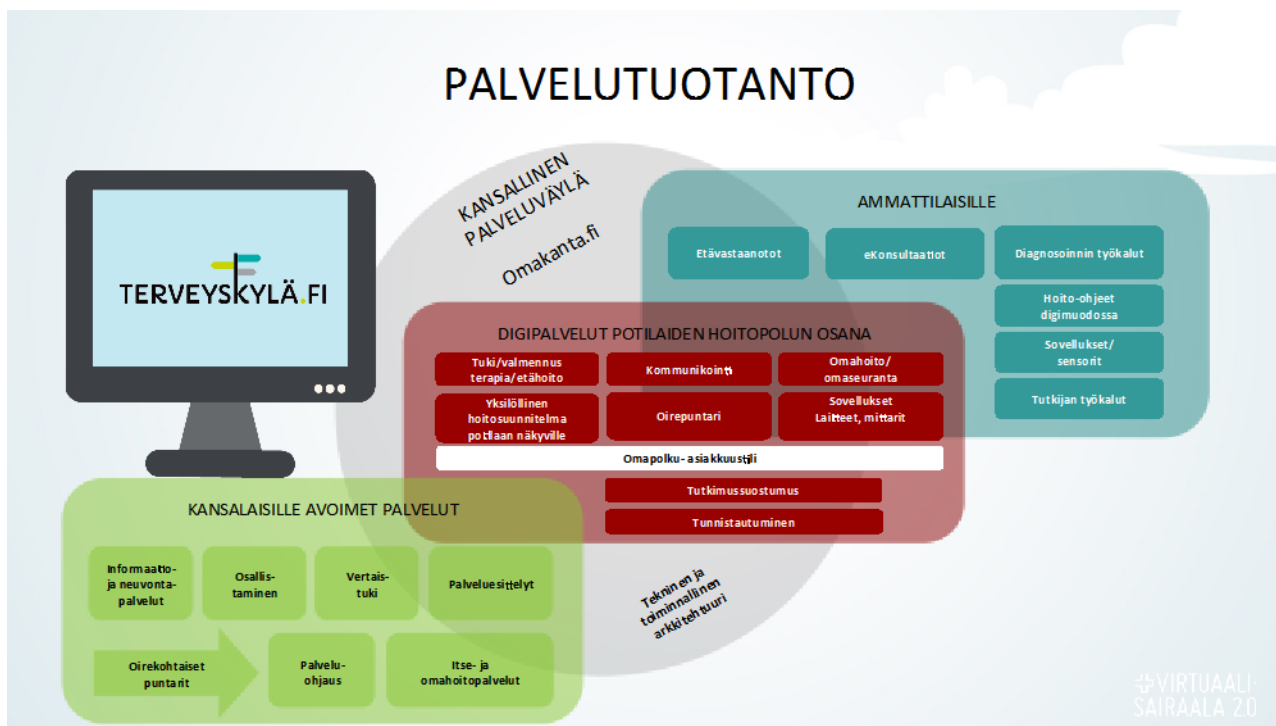 PALVELUTUOTANTO
TERVEYSKYLÄ.FI
KANSALLINEN
PALVELUVÄYLÄ
Omakanta.fi
AMMATTILAISILLE
Etävastaanotot
eKonsultaatiot
Diagnosoinnin työkalut
Hoito-ohjeet
digimuodossa
Sovellukset/
sensorit
Tutkijan työkalut
DIGIPALVELUT POTILAIDEN HOITOPOLUN OSANA
Tuki/valmennus
terapia/etähoito
Kommunikointi
Omahoito/
omaseuranta
Yksilöllinen
hoitosuunnitelma
potilaan näkyville
Oirepuntari
Sovellukset
Laitteet, mittarit
Omapolku- asiakkuustili
Tutkimussuostumus
Tunnistautuminen
KANSALAISILLE AVOIMET PALVELUT
Informaatio-
ja neuvonta-
palvelut
Osallis-
taminen
Vertais-
tuki
Palveluesittelyt
Oirekohtaiset
puntarit
Palvelu-
ohjaus
Itse- ja
omahoitopalvelut
Tekninen ja
toiminnallinen
arkkitehtuuri
VIRTUAALI-
SAIRAALA 2.0